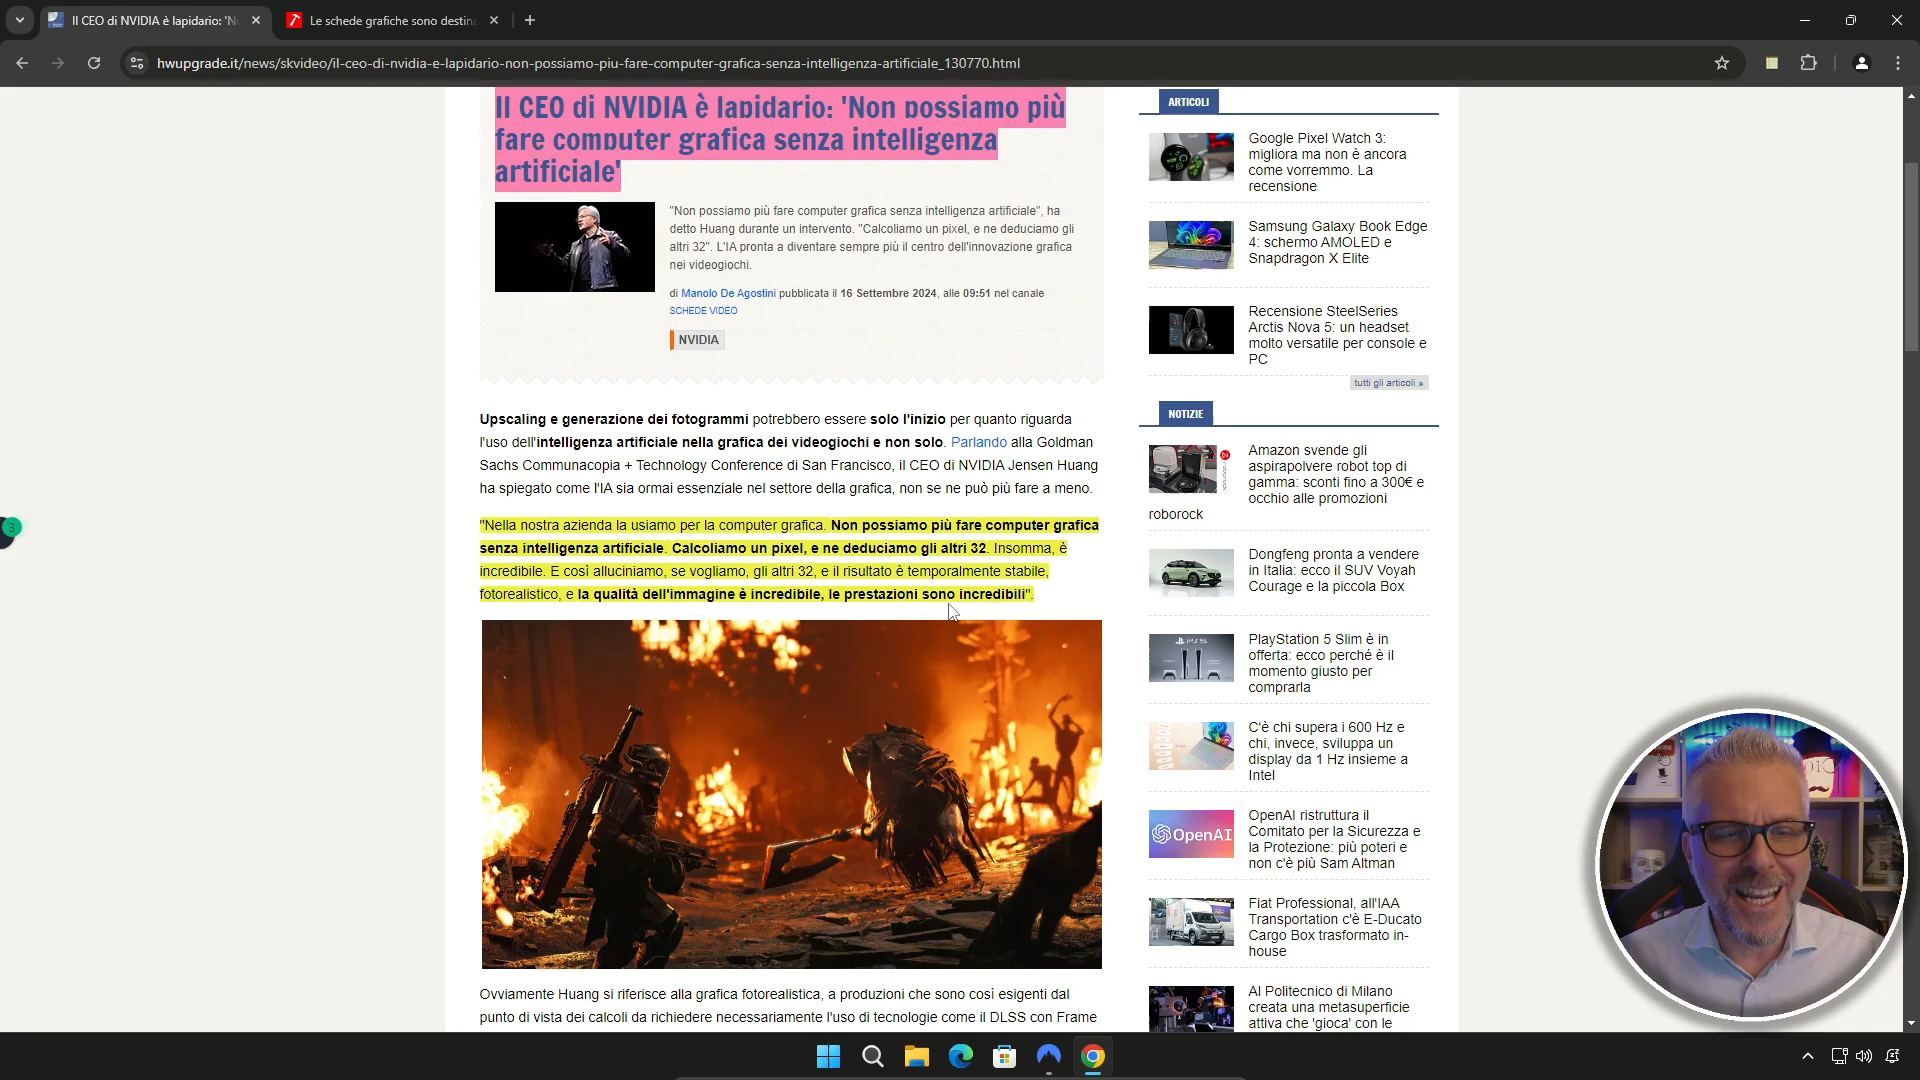 Il CEO di NVIDIA è lapidario: 'N
Le schede grafiche sono destin
hwupgrade.it/news/skvideo/il-ceo-di-nvidia-e-lapidario-non-possiamo-piu-fare-computer-grafica-senza-intelligenza-artificiale_130770.html
Il CEO di NVIDIA è lapidario: 'Non possiamo più
fare computer grafica senza intelligenza
artificiale'
"Non possiamo più fare computer grafica senza intelligenza artificiale", ha
detto Huang durante un intervento. "Calcoliamo un pixel, e ne deduciamo gli
altri 32". L'IA pronta a diventare sempre più il centro dell'innovazione grafica
nei videogiochi.
di Manolo De Agostini pubblicata il 16 Settembre 2024, alle 09:51 nel canale
SCHEDE VIDEO
NVIDIA
Upscaling e generazione dei fotogrammi potrebbero essere solo l'inizio per quanto riguarda
l'uso dell'intelligenza artificiale nella grafica dei videogiochi e non solo. Parlando alla Goldman
Sachs Communacopia + Technology Conference di San Francisco, il CEO di NVIDIA Jensen Huang
ha spiegato come l'IA sia ormai essenziale nel settore della grafica, non se ne può più fare a meno.
"Nella nostra azienda la usiamo per la computer grafica. Non possiamo più fare computer grafica
senza intelligenza artificiale. Calcoliamo un pixel, e ne deduciamo gli altri 32. Insomma, è
incredibile. E così alluciniamo, se vogliamo, gli altri 32, e il risultato è temporalmente stabile,
fotorealistico, e la qualità dell'immagine è incredibile, le prestazioni sono incredibili".
Ovviamente Huang si riferisce alla grafica fotorealistica, a produzioni che sono così esigenti dal
punto di vista dei calcoli da richiedere necessariamente l'uso di tecnologie come il DLSS con Frame
3
ARTICOLI
Google Pixel Watch 3:
migliora ma non è ancora
come vorremmo. La
recensione
Samsung Galaxy Book Edge
4: schermo AMOLED e
Snapdragon X Elite
Recensione SteelSeries
Arctis Nova 5: un headset
molto versatile per console e
PC
tutti gli articoli »
NOTIZIE
Amazon svende gli
aspirapolvere robot top di
gamma: sconti fino a 300€ e
occhio alle promozioni
roborock
Dongfeng pronta a vendere
in Italia: ecco il SUV Voyah
Courage e la piccola Box
PS5
PlayStation 5 Slim è in
offerta: ecco perché è il
momento giusto per
comprarla
C'è chi supera i 600 Hz e
chi, invece, sviluppa un
display da 1 Hz insieme a
Intel
OpenAI
OpenAI ristruttura il
Comitato per la Sicurezza e
la Protezione: più poteri e
non c'è più Sam Altman
Fiat Professional, all'IAA
Transportation c'è E-Ducato
Cargo Box trasformato in-
house
Al Politecnico di Milano
creata una metasuperficie
attiva che 'gioca' con le